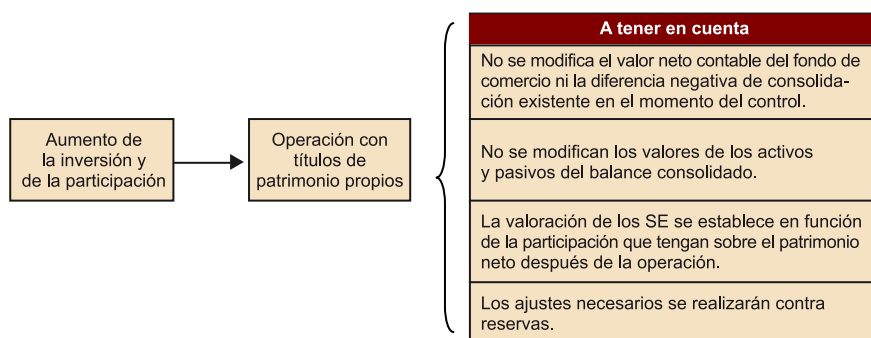 Aumento de
la inversión y
de la participación
Operación con
títulos de
patrimonio propios
A tener en cuenta
No se modifica el valor neto contable del fondo de
comercio ni la diferencia negativa de consolida-
ción existente en el momento del control.
No se modifican los valores de los activos
y pasivos del balance consolidado.
La valoración de los SE se establece en función
de la participación que tengan sobre el patrimonio
neto después de la operación.
Los ajustes necesarios se realizarán contra
reservas.